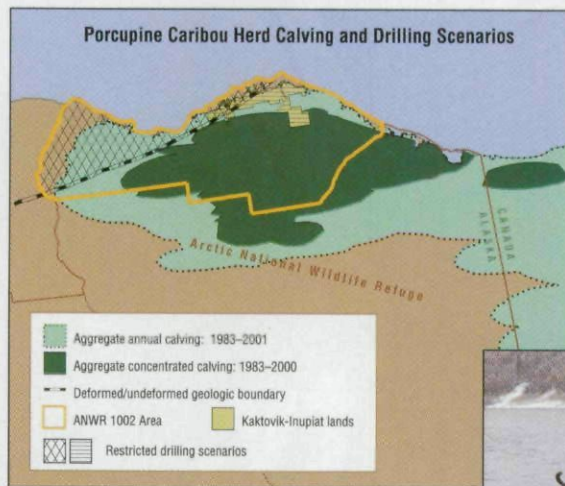 Porcupine Caribou Herd Calving and Drilling Scenarios
CANADA
ALASKA
Arctic National Wildlife Refuge
Aggregate annual calving: 1983–2001
Aggregate concentrated calving: 1983–2000
Deformed/undeformed geologic boundary
ANWR 1002 Area
Kaktovik-Inupiat lands
Restricted drilling scenarios